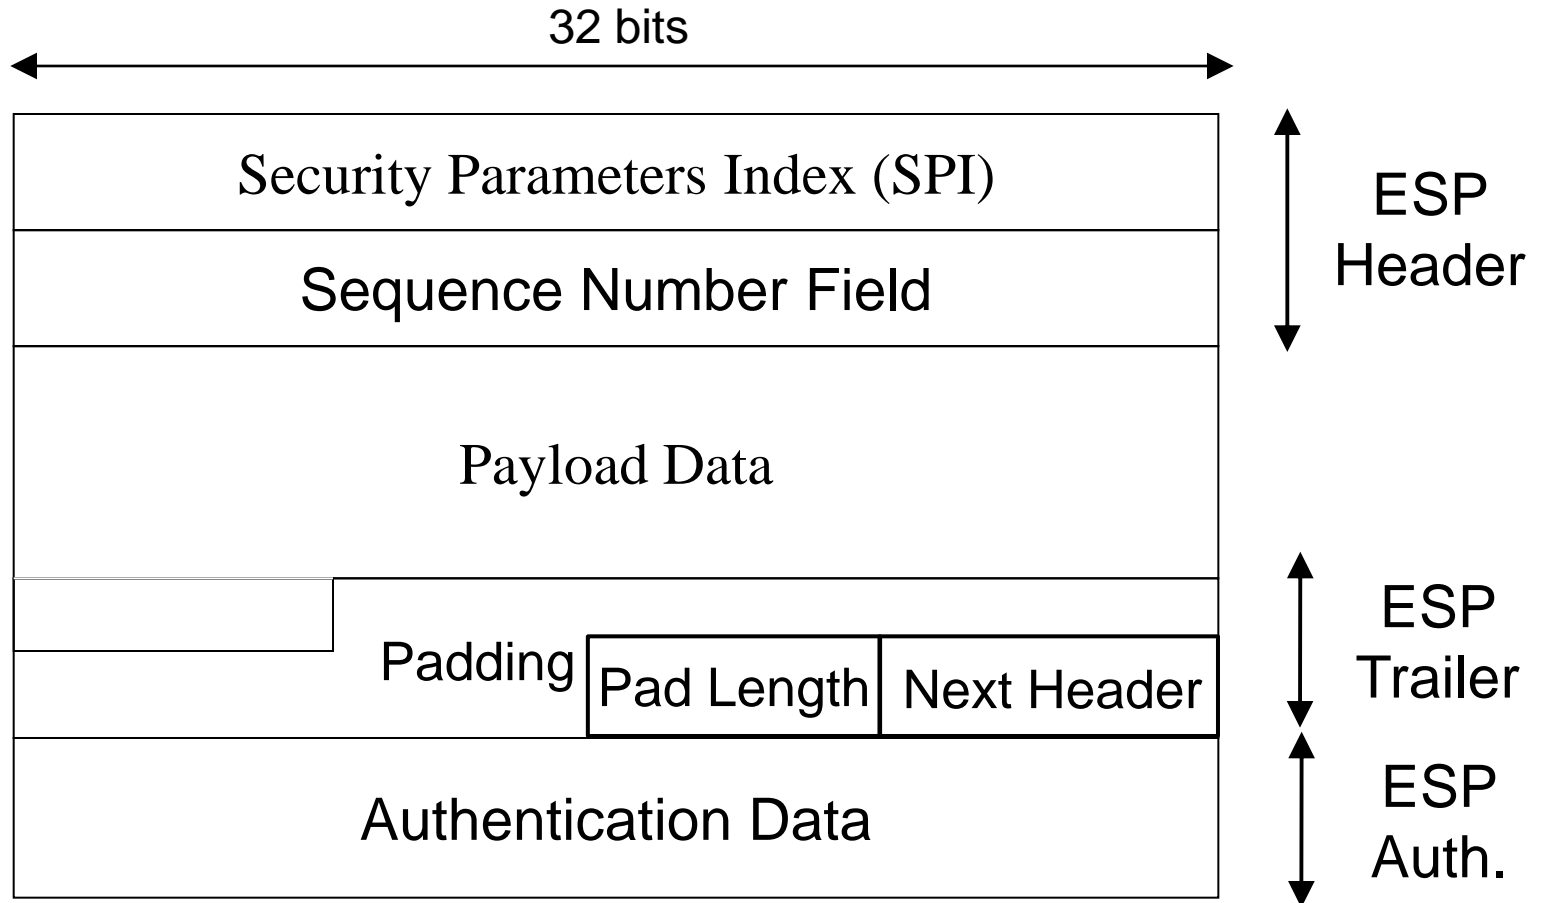 32 bits
Security Parameters Index (SPI)
ESP
Header
Sequence Number Field
Payload Data
ESP
Trailer
Padding
Pad Length
Next Header
Authentication Data
ESP
Auth.